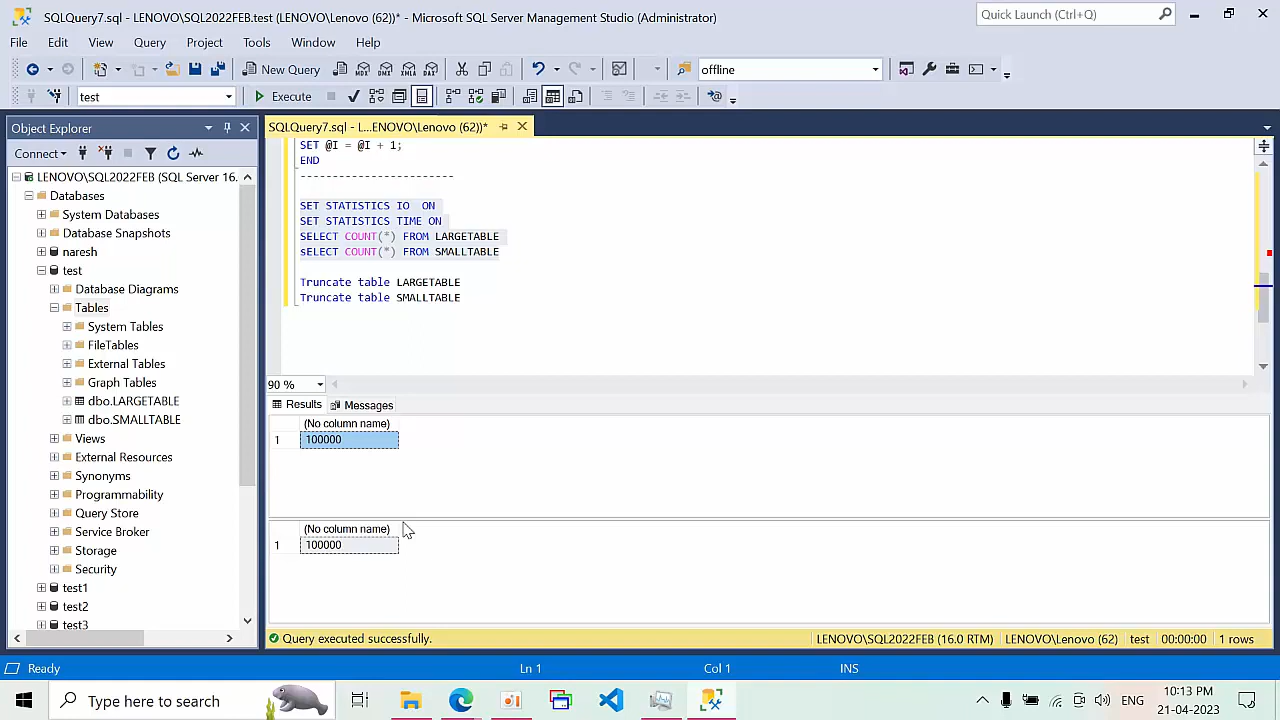 SQLQuery7.sql - LENOVO\SQL2022FEB.test (LENOVO\Lenovo (62))* - Microsoft SQL Server Management Studio (Administrator)
Quick Launch (Ctrl+Q)
File Edit View Query Project Tools Window Help
New Query
MDX DMX XMLA DAX
offline
test
Execute
Object Explorer
SQLQuery7.sql - L...ENOVO\Lenovo (62))*
Connect
LENOVO\SQL2022FEB (SQL Server 16.
Databases
System Databases
Database Snapshots
naresh
test
Database Diagrams
Tables
System Tables
FileTables
External Tables
Graph Tables
dbo.LARGETABLE
dbo.SMALLTABLE
Views
External Resources
Synonyms
Programmability
Query Store
Service Broker
Storage
Security
test1
test2
test3
SET @I = @I + 1;
END
------------------------
SET STATISTICS IO  ON
SET STATISTICS TIME ON
SELECT COUNT(*) FROM LARGETABLE
sELECT COUNT(*) FROM SMALLTABLE
Truncate table LARGETABLE
Truncate table SMALLTABLE
90 %
Results Messages
(No column name)
1 100000
(No column name)
1 100000
Query executed successfully.
LENOVO\SQL2022FEB (16.0 RTM) LENOVO\Lenovo (62) test 00:00:00 1 rows
Ready Ln 1 Col 1 INS
Type here to search
ENG
10:13 PM
21-04-2023